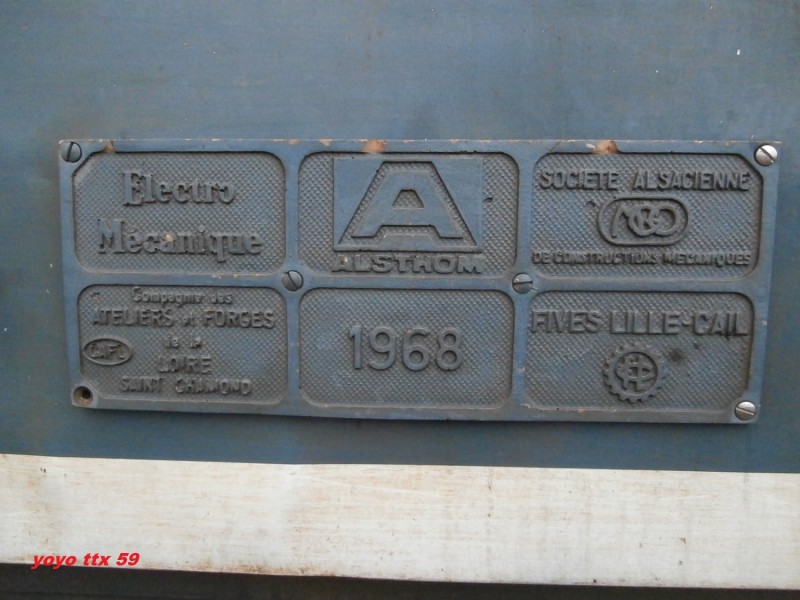 Electro
Mécanique
A
ALSTHOM
SOCIETE ALSACIENNE
DE CONSTRUCTIONS MECANIQUES
Compagnie des
ATELIERS et FORGES
de la
LOIRE
SAINT CHAMOND
CAFL
1968
FIVES LILLE-CAIL
yoyo ttx 59